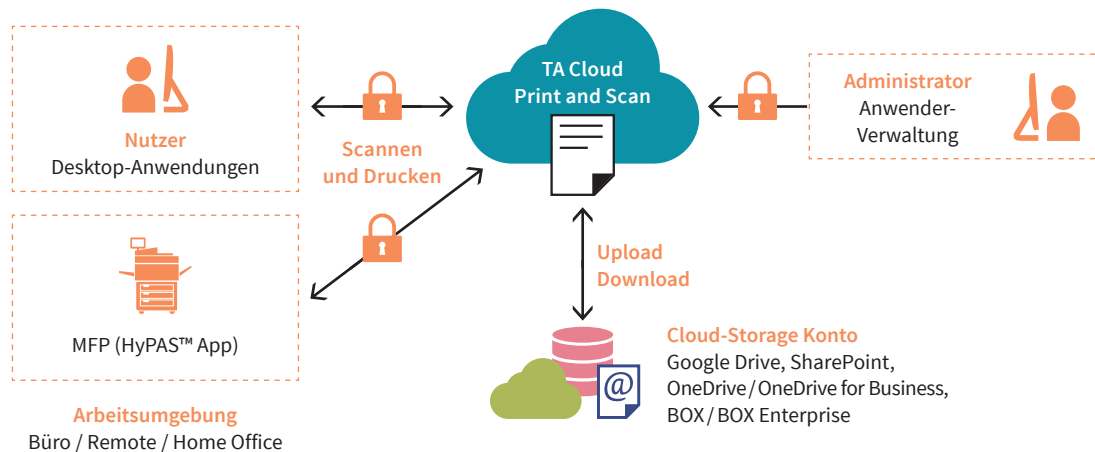 TA Cloud
Print and Scan
Nutzer
Desktop-Anwendungen
Scannen
und Drucken
Administrator
Anwender-
Verwaltung
MFP (HyPAS™ App)
Upload
Download
Cloud-Storage Konto
Google Drive, SharePoint,
OneDrive / OneDrive for Business,
BOX / BOX Enterprise
@
Arbeitsumgebung
Büro / Remote / Home Office